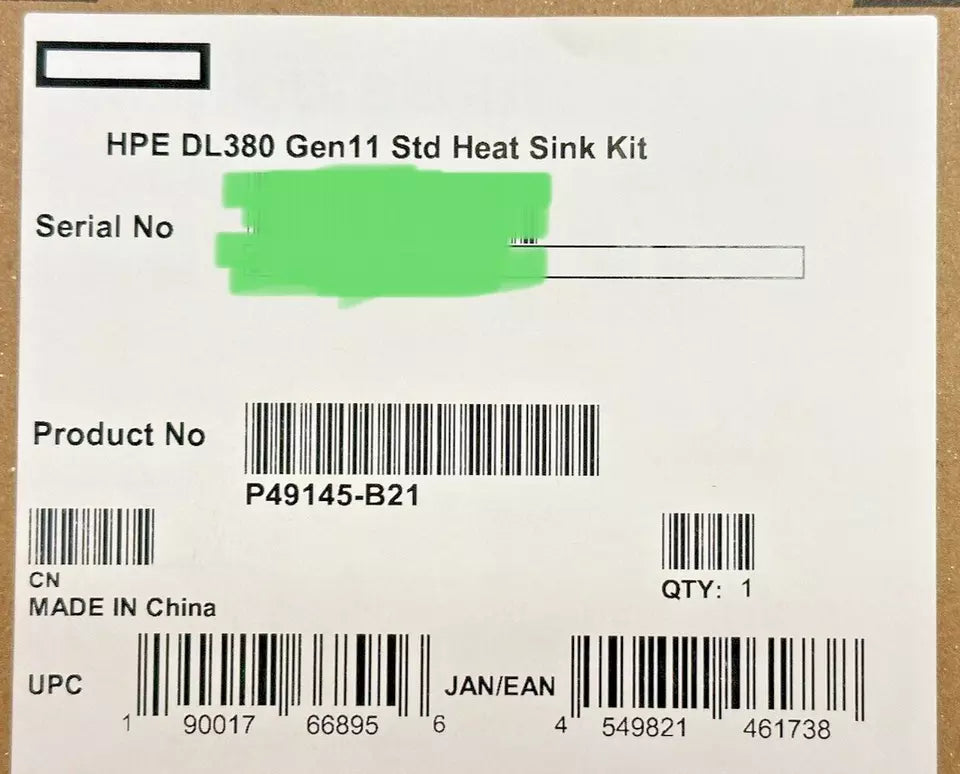 HPE DL380 Gen11 Std Heat Sink Kit
Serial No
Product No
P49145-B21
CN
MADE IN China
QTY: 1
UPC
1 90017 66895 6
JAN/EAN
4 549821 461738